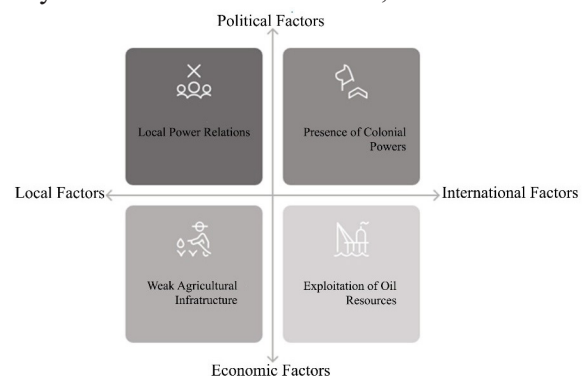 Political Factors
Local Power Relations
Presence of Colonial
Powers
Local Factors
International Factors
Weak Agricultural
Infratructure
Exploitation of Oil
Resources
Economic Factors